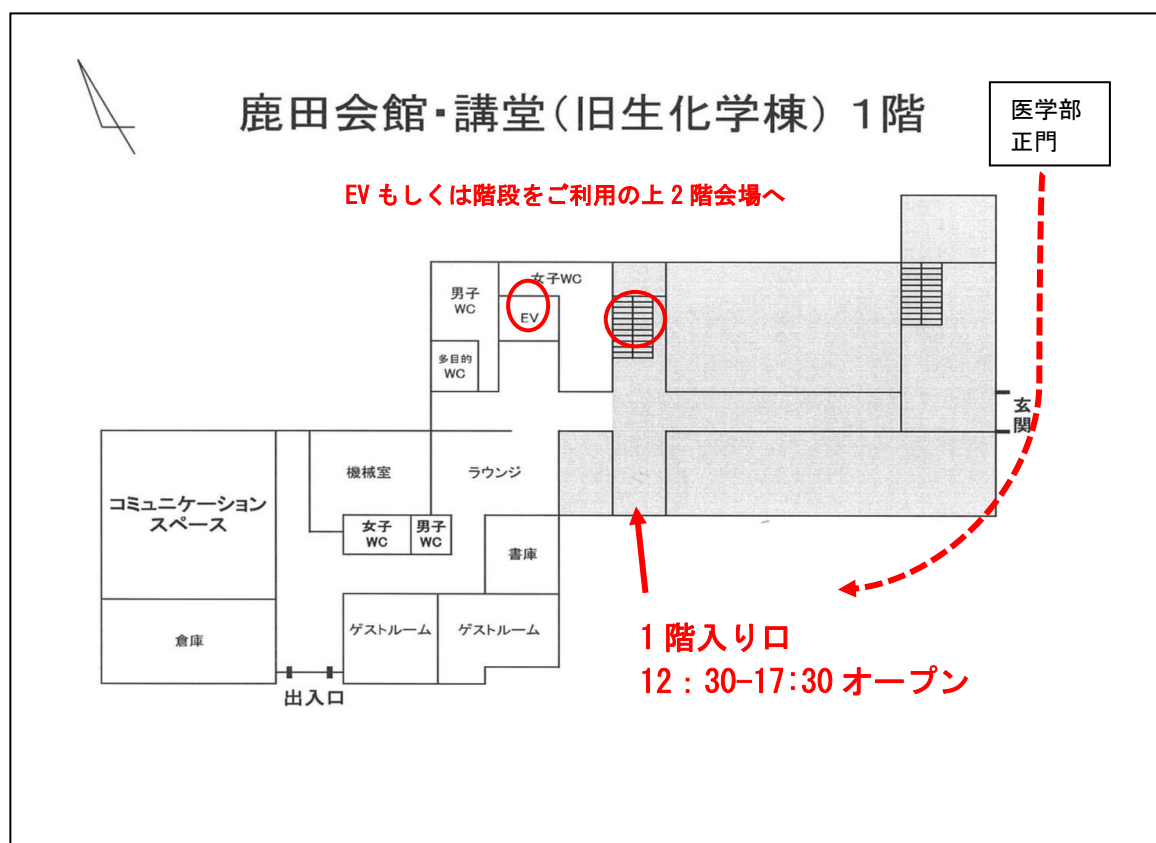 鹿田会館・講堂（旧生化学棟） 1階
医学部
正門
EV もしくは階段をご利用の上 2 階会場へ
女子WC
男子
WC
EV
多目的
WC
玄
関
機械室
ラウンジ
コミュニケーション
スペース
女子
WC
男子
WC
書庫
倉庫
ゲストルーム
ゲストルーム
出入口
1 階入り口
12：30-17:30 オープン